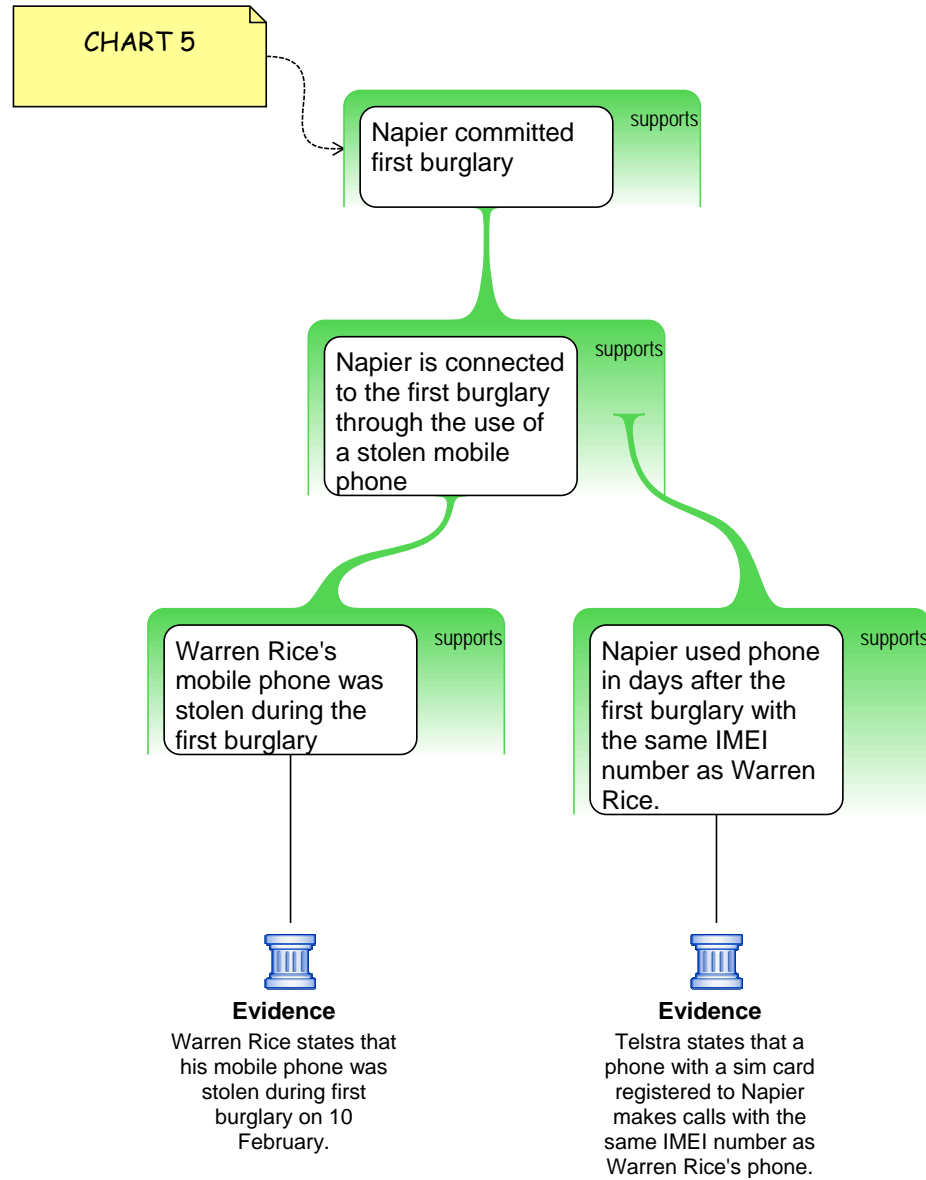 CHART 5
supports
Napier committed
first burglary
supports
Napier is connected
to the first burglary
through the use of
a stolen mobile
phone
supports
Warren Rice's
mobile phone was
stolen during the
first burglary
supports
Napier used phone
in days after the
first burglary with
the same IMEI
number as Warren
Rice.
Evidence
Warren Rice states that
his mobile phone was
stolen during first
burglary on 10
February.
Evidence
Telstra states that a
phone with a sim card
registered to Napier
makes calls with the
same IMEI number as
Warren Rice's phone.